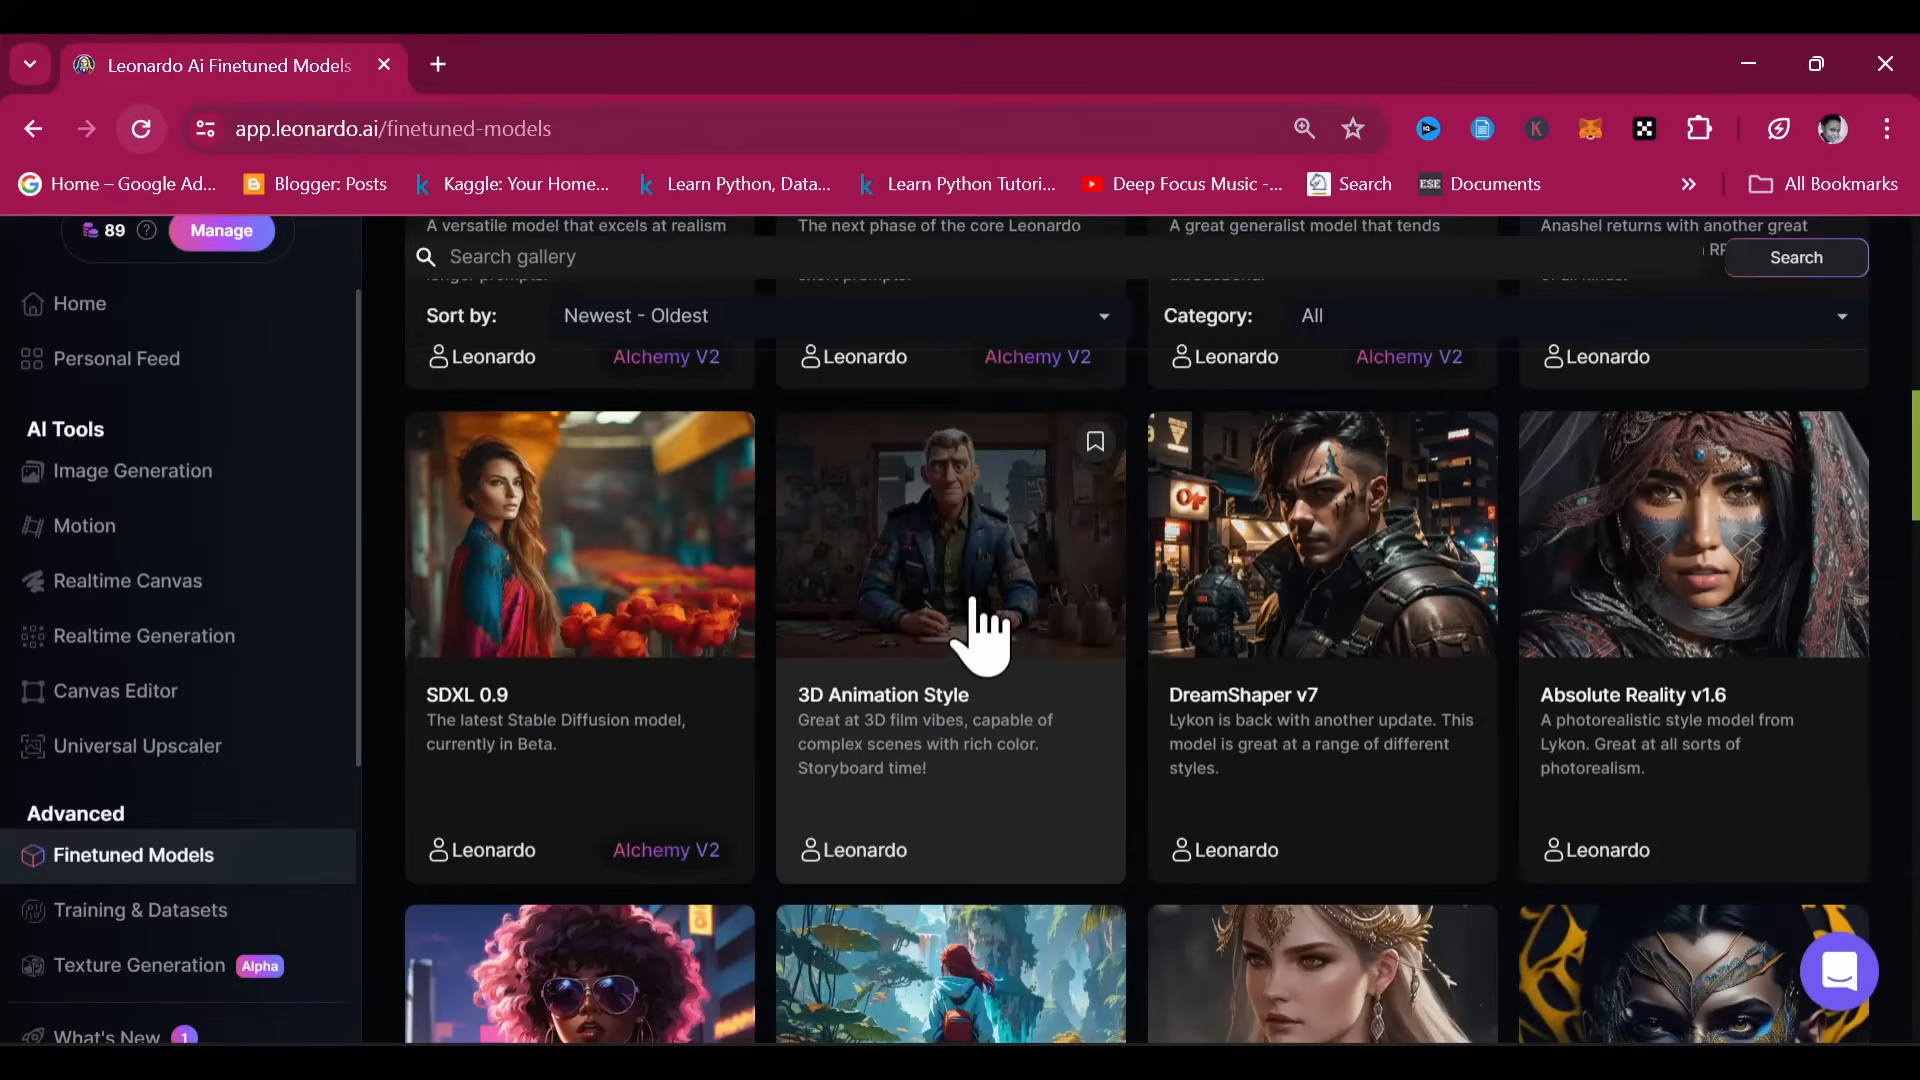 Leonardo Ai Finetuned Models
app.leonardo.ai/finetuned-models
Home – Google Ad...
Blogger: Posts
Kaggle: Your Home...
Learn Python, Data...
Learn Python Tutori...
Deep Focus Music -...
Search
ESE Documents
All Bookmarks
89
Manage
Home
Personal Feed
AI Tools
Image Generation
Motion
Realtime Canvas
Realtime Generation
Canvas Editor
Universal Upscaler
Advanced
Finetuned Models
Training & Datasets
Texture Generation Alpha
What's New 1
A versatile model that excels at realism
The next phase of the core Leonardo
A great generalist model that tends
Anashel returns with another great
Search gallery
Search
Sort by: Newest - Oldest
Category: All
Leonardo Alchemy V2
Leonardo Alchemy V2
Leonardo Alchemy V2
Leonardo
SDXL 0.9
The latest Stable Diffusion model,
currently in Beta.
Leonardo Alchemy V2
3D Animation Style
Great at 3D film vibes, capable of
complex scenes with rich color.
Storyboard time!
Leonardo
DreamShaper v7
Lykon is back with another update. This
model is great at a range of different
styles.
Leonardo
Absolute Reality v1.6
A photorealistic style model from
Lykon. Great at all sorts of
photorealism.
Leonardo